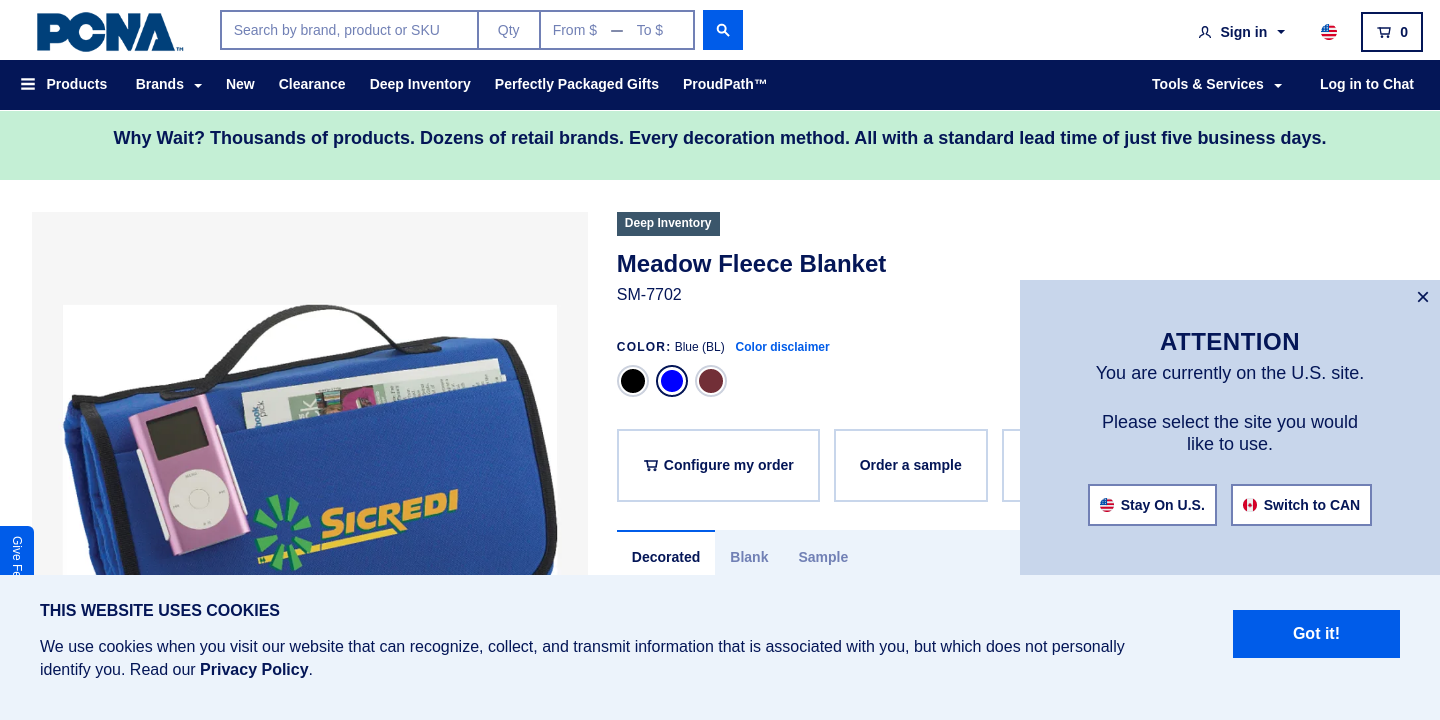 PCNA™
Search by brand, product or SKU
Qty
From $
To $
Sign in
0
Products
Brands
New
Clearance
Deep Inventory
Perfectly Packaged Gifts
ProudPath™
Tools & Services
Log in to Chat
Why Wait? Thousands of products. Dozens of retail brands. Every decoration method. All with a standard lead time of just five business days.
Deep Inventory
Meadow Fleece Blanket
SM-7702
COLOR: Blue (BL) Color disclaimer
Configure my order
Order a sample
Decorated
Blank
Sample
SICREDI
MENU
×
ATTENTION
You are currently on the U.S. site.
Please select the site you would
like to use.
Stay On U.S.
Switch to CAN
Give Fe
THIS WEBSITE USES COOKIES
We use cookies when you visit our website that can recognize, collect, and transmit information that is associated with you, but which does not personally
identify you. Read our Privacy Policy.
Got it!